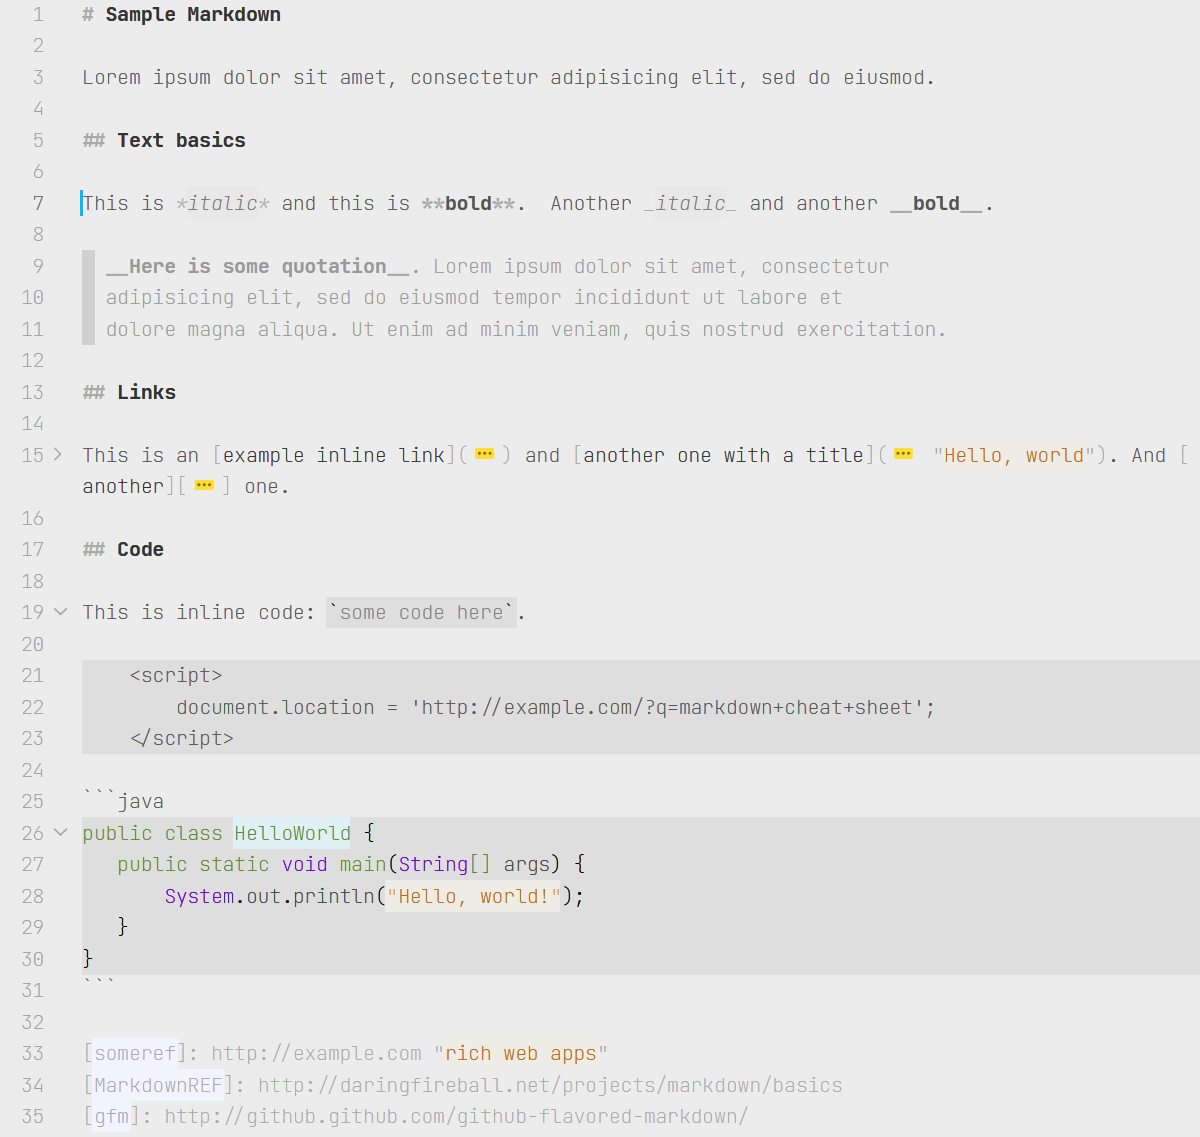 1 # Sample Markdown
2
3 Lorem ipsum dolor sit amet, consectetur adipisicing elit, sed do eiusmod.
4
5 ## Text basics
6
7 This is *italic* and this is **bold**.  Another _italic_ and another __bold__.
8
9 __Here is some quotation__. Lorem ipsum dolor sit amet, consectetur
10 adipisicing elit, sed do eiusmod tempor incididunt ut labore et
11 dolore magna aliqua. Ut enim ad minim veniam, quis nostrud exercitation.
12
13 ## Links
14
15 This is an [example inline link](…) and [another one with a title](… "Hello, world"). And [
another][…] one.
16
17 ## Code
18
19 This is inline code: `some code here`.
20
21     <script>
22         document.location = 'http://example.com/?q=markdown+cheat+sheet';
23     </script>
24
25 ```java
26 public class HelloWorld {
27    public static void main(String[] args) {
28        System.out.println("Hello, world!");
29    }
30 }
31 ```
32
33 [someref]: http://example.com "rich web apps"
34 [MarkdownREF]: http://daringfireball.net/projects/markdown/basics
35 [gfm]: http://github.github.com/github-flavored-markdown/